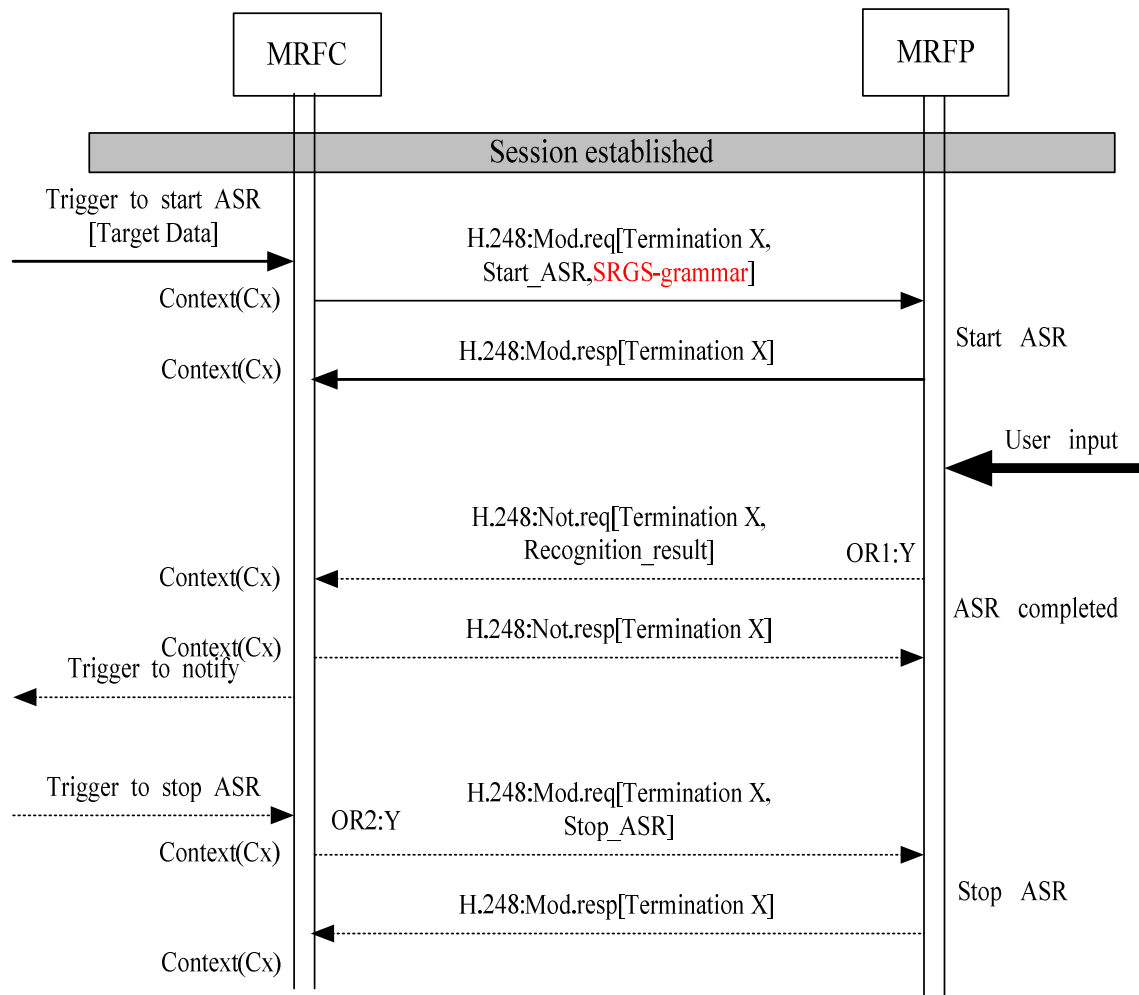 MRFC
MRFP
Session established
Trigger to start ASR
[Target Data]
H.248:Mod.req[Termination X,
Start_ASR,SRGS-grammar]
Context(Cx)
Start ASR
H.248:Mod.resp[Termination X]
Context(Cx)
User input
H.248:Not.req[Termination X,
Recognition_result]
OR1:Y
Context(Cx)
ASR completed
H.248:Not.resp[Termination X]
Context(Cx)
Trigger to notify
Trigger to stop ASR
H.248:Mod.req[Termination X,
Stop_ASR]
OR2:Y
Context(Cx)
Stop ASR
H.248:Mod.resp[Termination X]
Context(Cx)